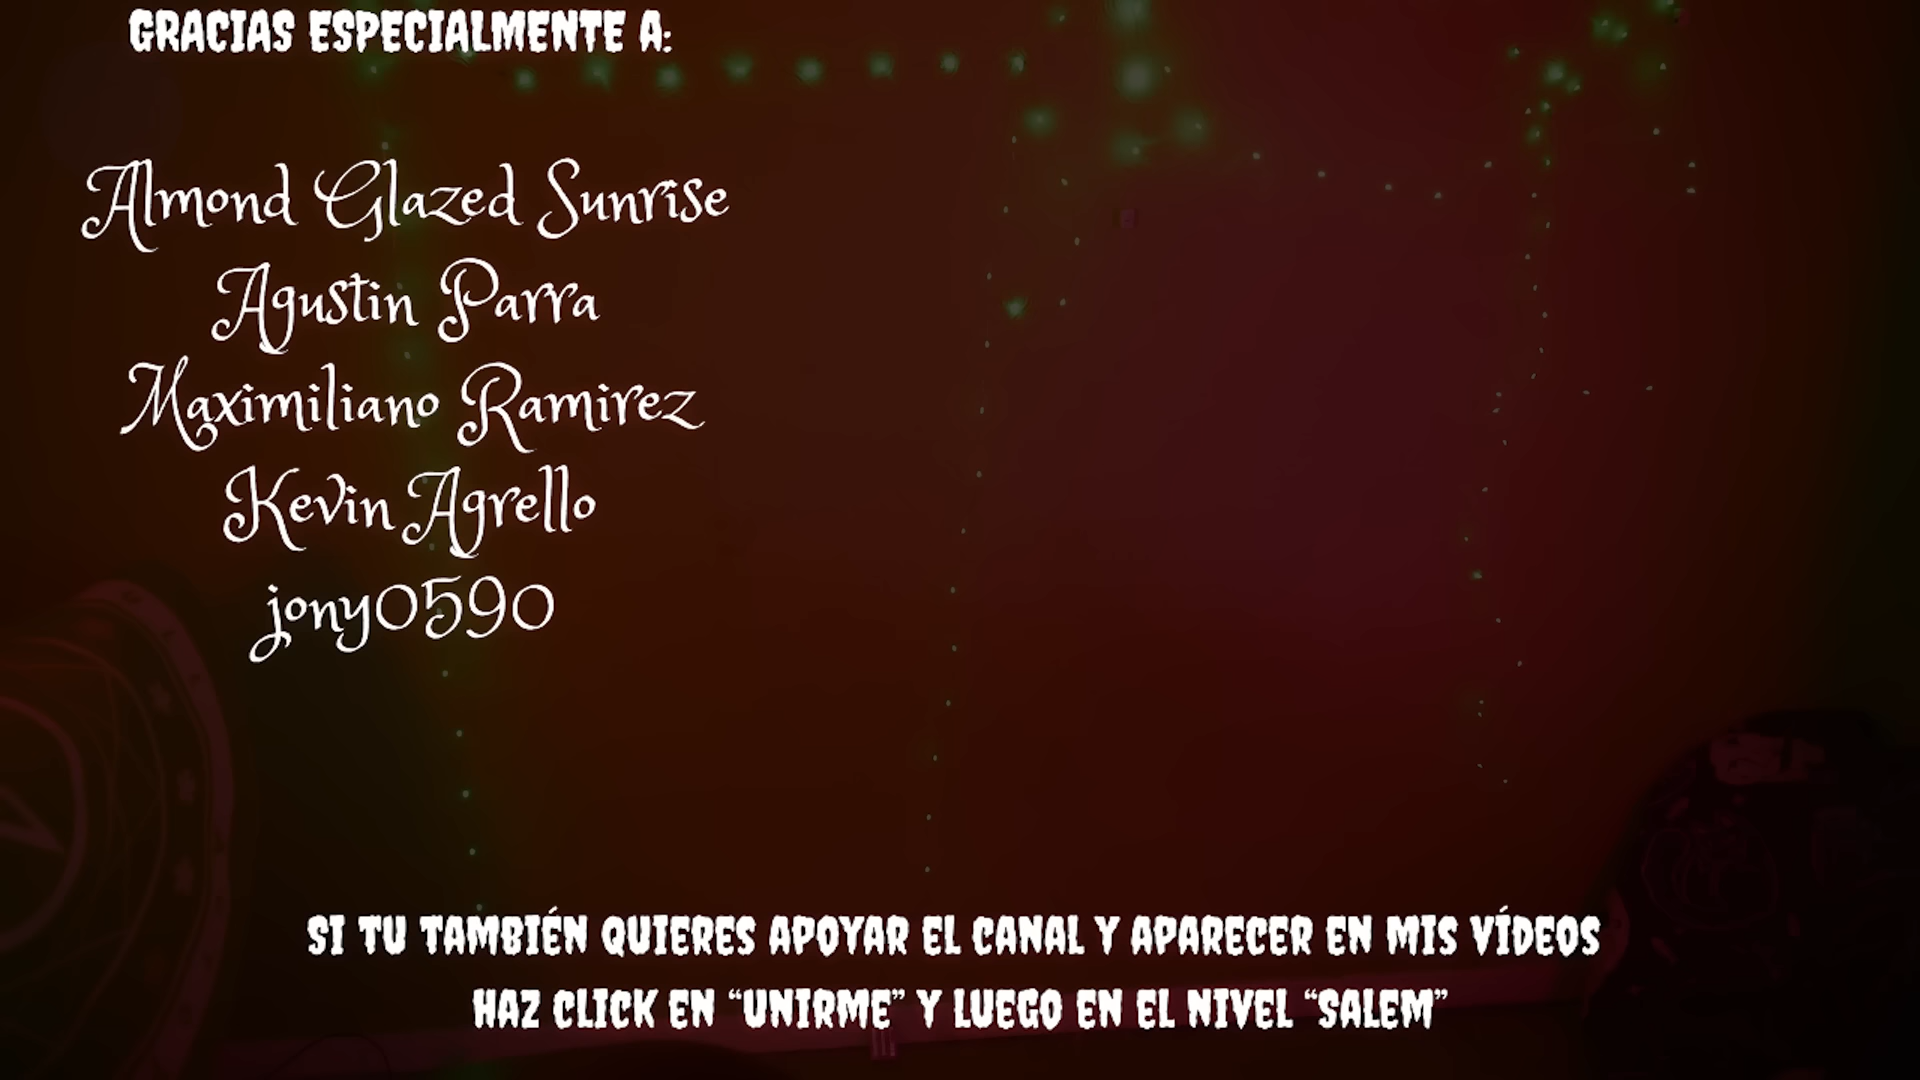 GRACIAS ESPECIALMENTE A:
Almond Glazed Sunrise
Agustin Parra
Maximiliano Ramirez
Kevin Agrello
jony0590
SI TU TAMBIÉN QUIERES APOYAR EL CANAL Y APARECER EN MIS VÍDEOS
HAZ CLICK EN “UNIRME” Y LUEGO EN EL NIVEL “SALEM”